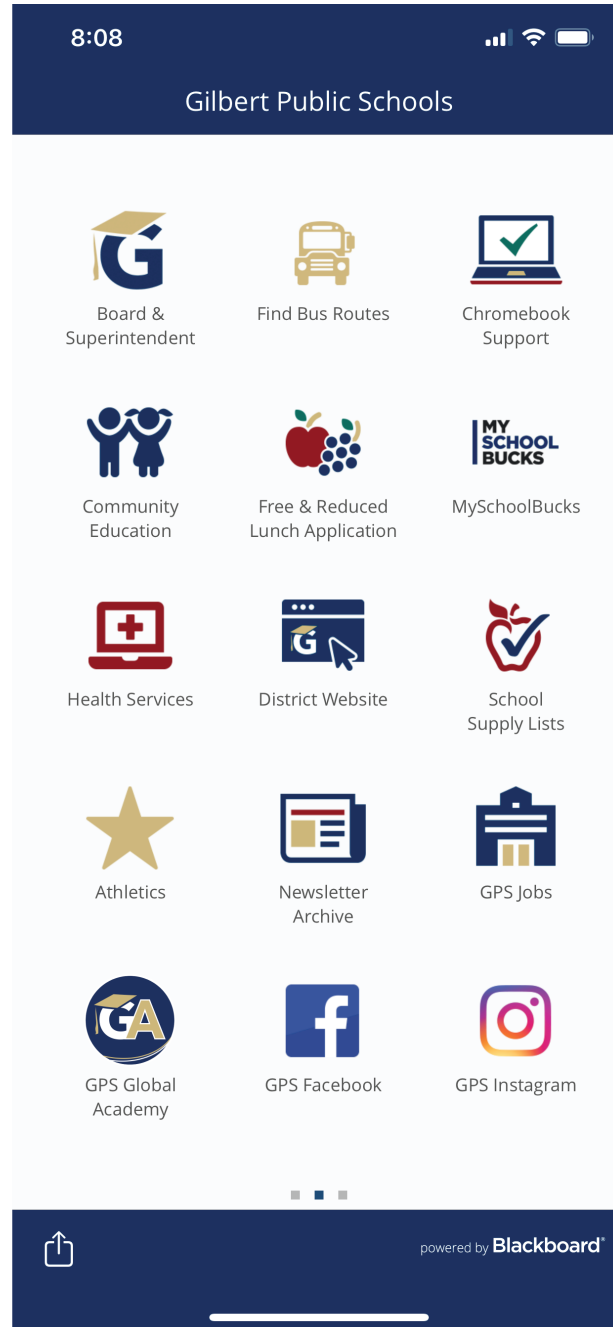 8:08
Gilbert Public Schools
G
Board &
Superintendent
Find Bus Routes
Chromebook
Support
Community
Education
Free & Reduced
Lunch Application
MY
SCHOOL
BUCKS
MySchoolBucks
Health Services
G
District Website
School
Supply Lists
Athletics
Newsletter
Archive
GPS Jobs
GA
GPS Global
Academy
f
GPS Facebook
GPS Instagram
powered by Blackboard®